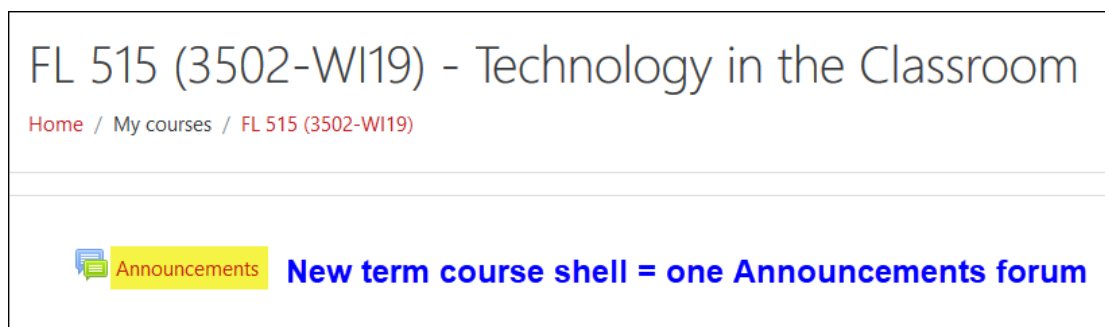 FL 515 (3502-WI19) - Technology in the Classroom
Home / My courses / FL 515 (3502-WI19)
Announcements New term course shell = one Announcements forum